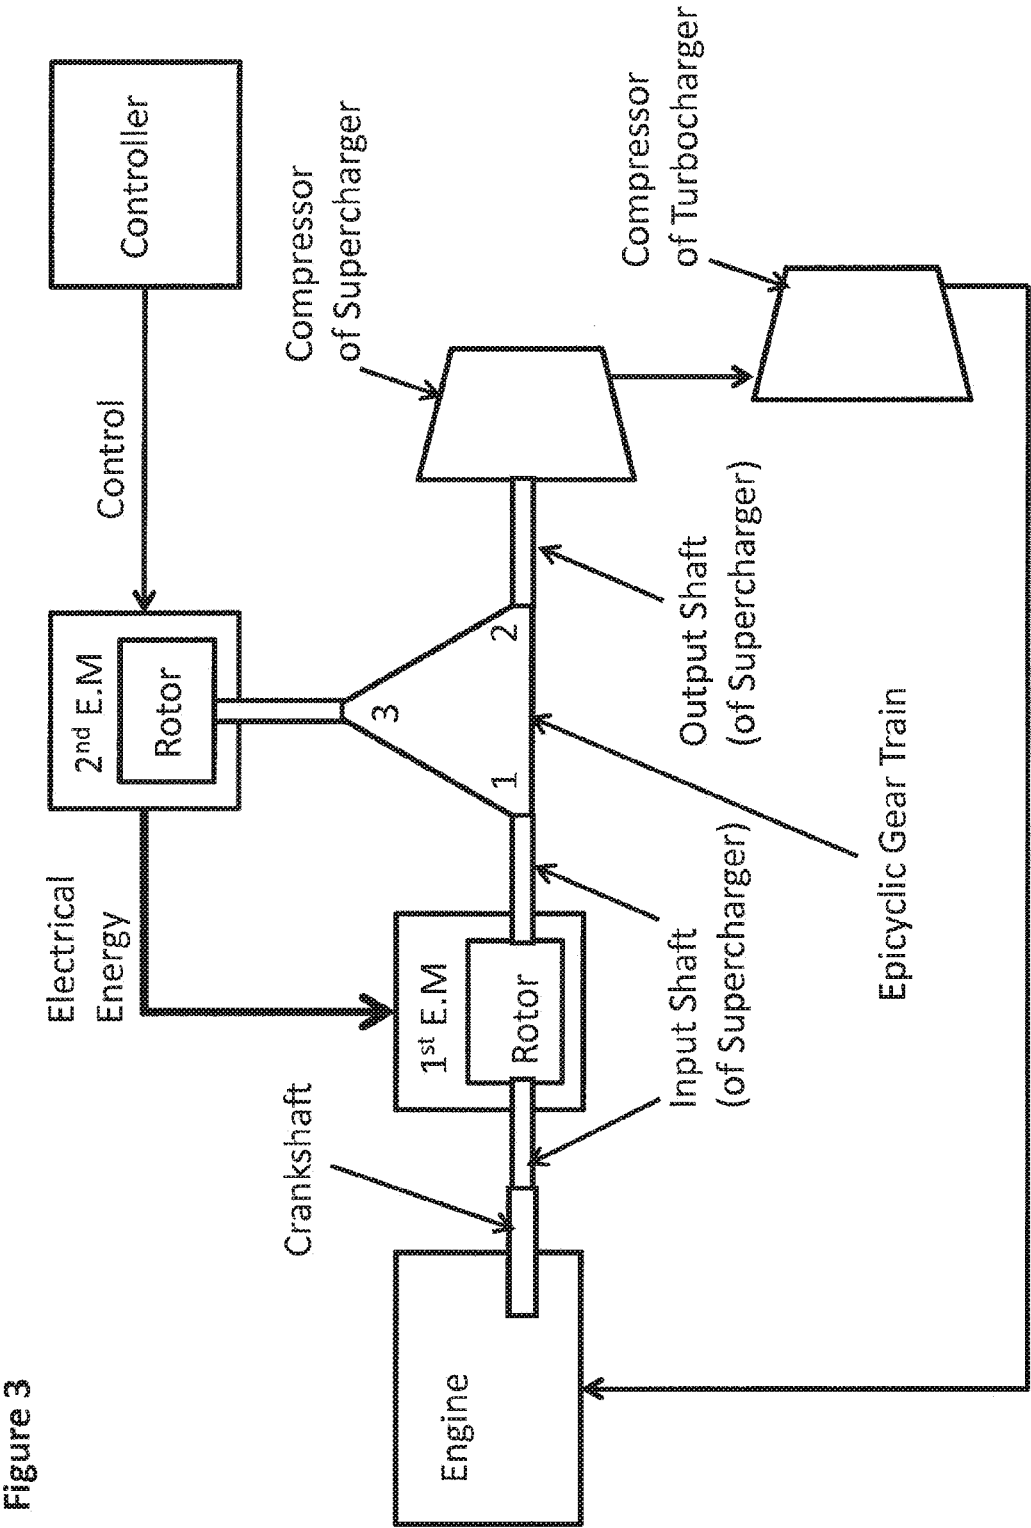 Figure 3
Electrical
Energy
2nd E.M
Rotor
Control
Controller
3
1
2
Engine
Crankshaft
1st E.M
Rotor
Compressor
of Supercharger
Input Shaft
(of Supercharger)
Output Shaft
(of Supercharger)
Compressor
of Turbocharger
Epicyclic Gear Train